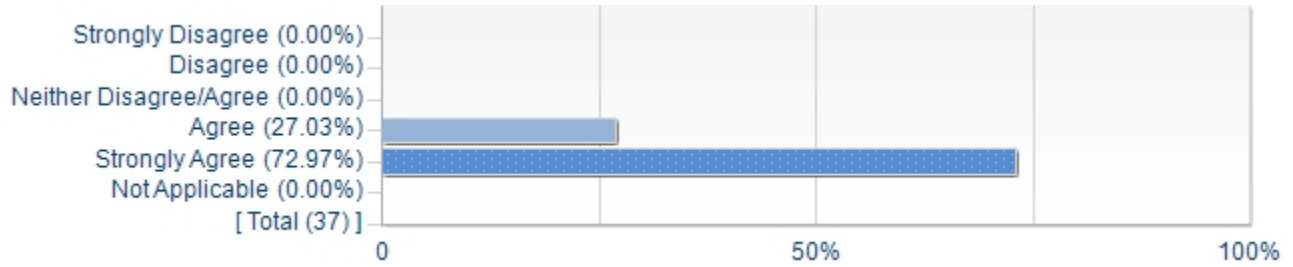 Strongly Disagree (0.00%)
Disagree (0.00%)
Neither Disagree/Agree (0.00%)
Agree (27.03%)
Strongly Agree (72.97%)
Not Applicable (0.00%)
[ Total (37) ]
0 50% 100%